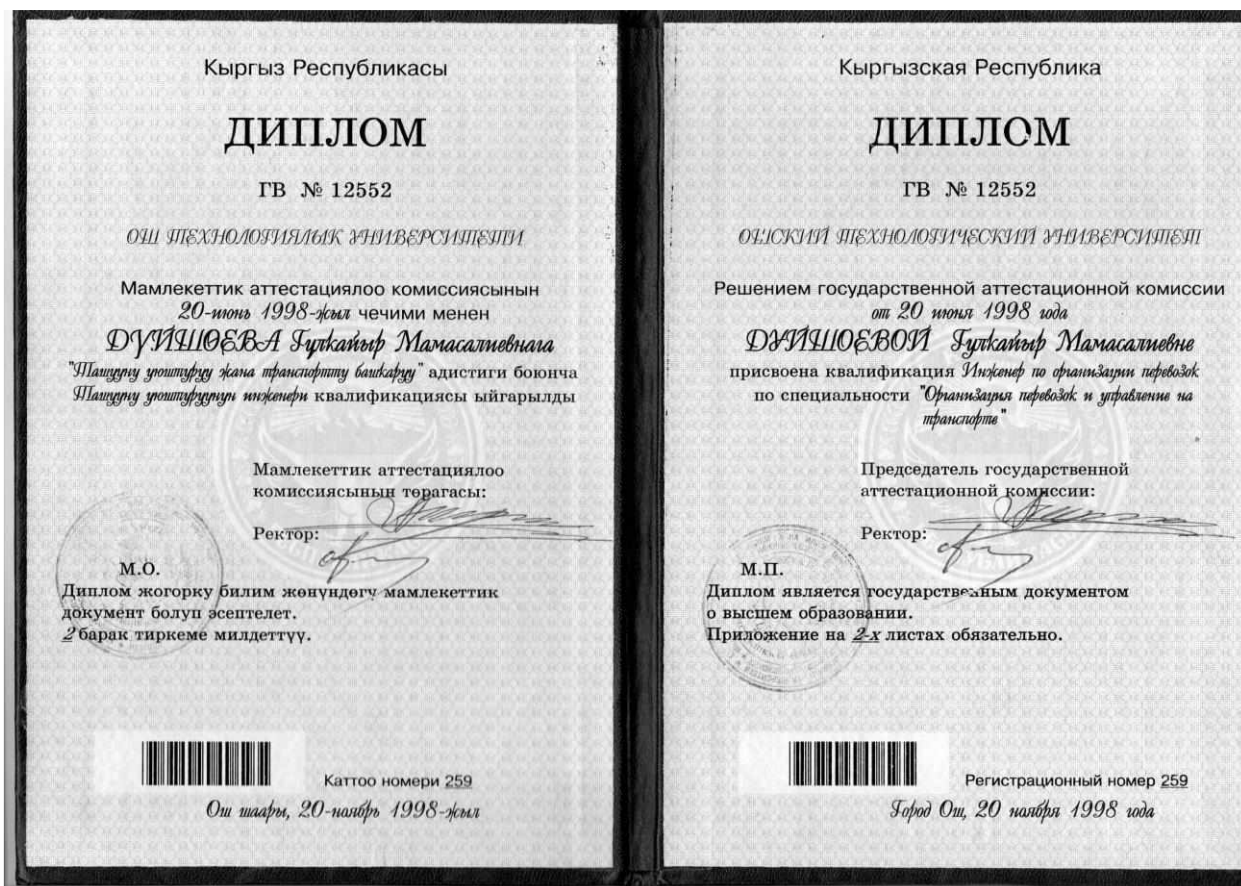 Кыргыз Республикасы
ДИПЛОМ
ГВ № 12552
ОШ ТЕХНОЛОГИЯЛЫК УНИВЕРСИТЕТИ
Мамлекеттик аттестациялоо комиссиясынын
20-июнь 1998-жыл чечими менен
ДҮЙШӨЕВА Гулкайыр Мамасалиевнага
"Ташууну уюштуруу жана транспортту башкаруу" адистиги боюнча
Ташууну уюштуруунун инженери квалификациясы ыйгарылды
Мамлекеттик аттестациялоо
комиссиясынын төрагасы:
Ректор:
М.О.
Диплом жогорку билим жөнүндөгү мамлекеттик
документ болуп эсептелет.
2 барак тиркеме милдеттүү.
Каттоо номери 259
Ош шаары, 20-ноябрь 1998-жыл
Кыргызская Республика
ДИПЛОМ
ГВ № 12552
ОШСКИЙ ТЕХНОЛОГИЧЕСКИЙ УНИВЕРСИТЕТ
Решением государственной аттестационной комиссии
от 20 июня 1998 года
ДУЙШОЕВОЙ Гулкайыр Мамасалиевне
присвоена квалификация Инженер по организации перевозок
по специальности "Организация перевозок и управление на
транспорте"
Председатель государственной
аттестационной комиссии:
Ректор:
М.П.
Диплом является государственным документом
о высшем образовании.
Приложение на 2-х листах обязательно.
Регистрационный номер 259
Город Ош, 20 ноября 1998 года